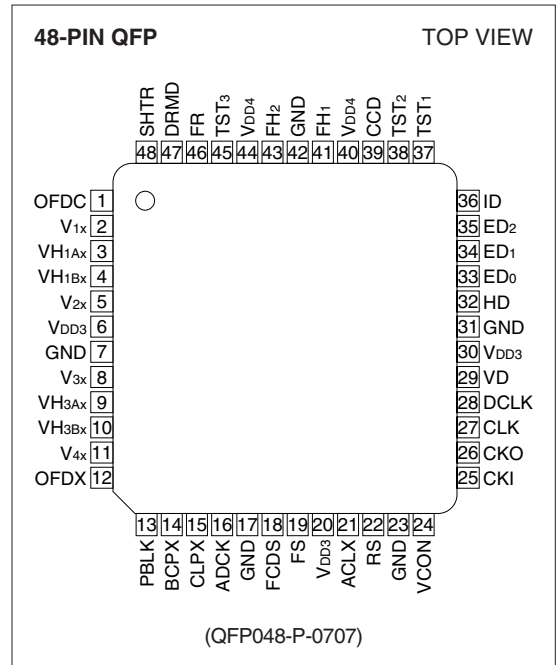 48-PIN QFP TOP VIEW
SHTR DRMD FR TST3 VDD4 FH2 GND FH1 VDD4 CCD TST2 TST1
48 47 46 45 44 43 42 41 40 39 38 37
OFDC 1 36 ID
V1X 2 35 ED2
VH1AX 3 34 ED1
VH1BX 4 33 ED0
V2X 5 32 HD
VDD3 6 31 GND
GND 7 30 VDD3
V3X 8 29 VD
VH3AX 9 28 DCLK
VH3BX 10 27 CLK
V4X 11 26 CKO
OFDX 12 25 CKI
13 14 15 16 17 18 19 20 21 22 23 24
PBLK BCPX CLPX ADCK GND FCDS FS VDD3 ACLX RS GND VCON
(QFP048-P-0707)